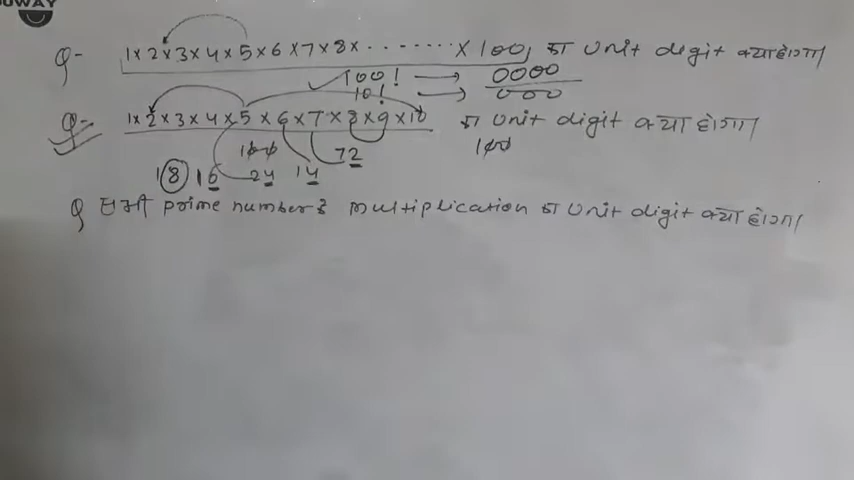 Q- 1×2×3×4×5×6×7×8×.......×100, का Unit digit क्या होगा
100! → 0000
10! → 000
Q- 1×2×3×4×5×6×7×8×9×10 का Unit digit क्या होगा
100 72 100
18 16 24 14
Q सभी prime number के multiplication का Unit digit क्या होगा